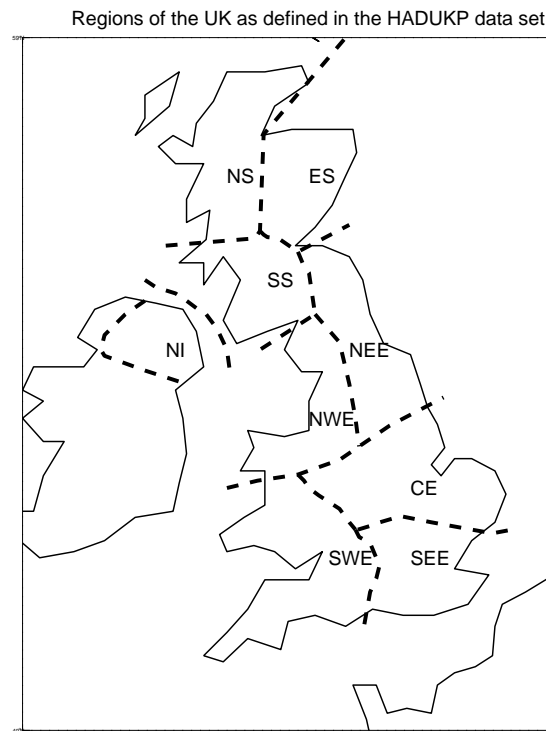 Regions of the UK as defined in the HADUKP data set
59N
NS
ES
SS
NI
NEE
NWE
CE
SWE
SEE